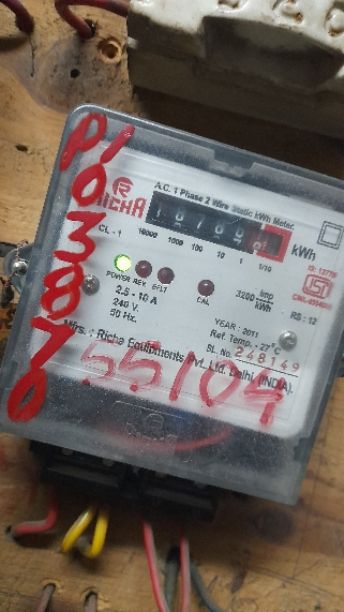 P1 03870
RICHA
A.C. 1 Phase 2 Wire Static kWh Meter
kWh
CL - 1 10000 1000 100 10 1 1/10
POWER REV. E/LT CAL
3200 imp/kWh
2.5 - 10 A
240 V.
50 Hz.
IS: 13779
RS : 12
YEAR : 2011
Ref. Temp. - 27°C
SL. No. 248149
Mfrs. : Richa Equipments Pvt. Ltd. Delhi, (INDIA).
55104